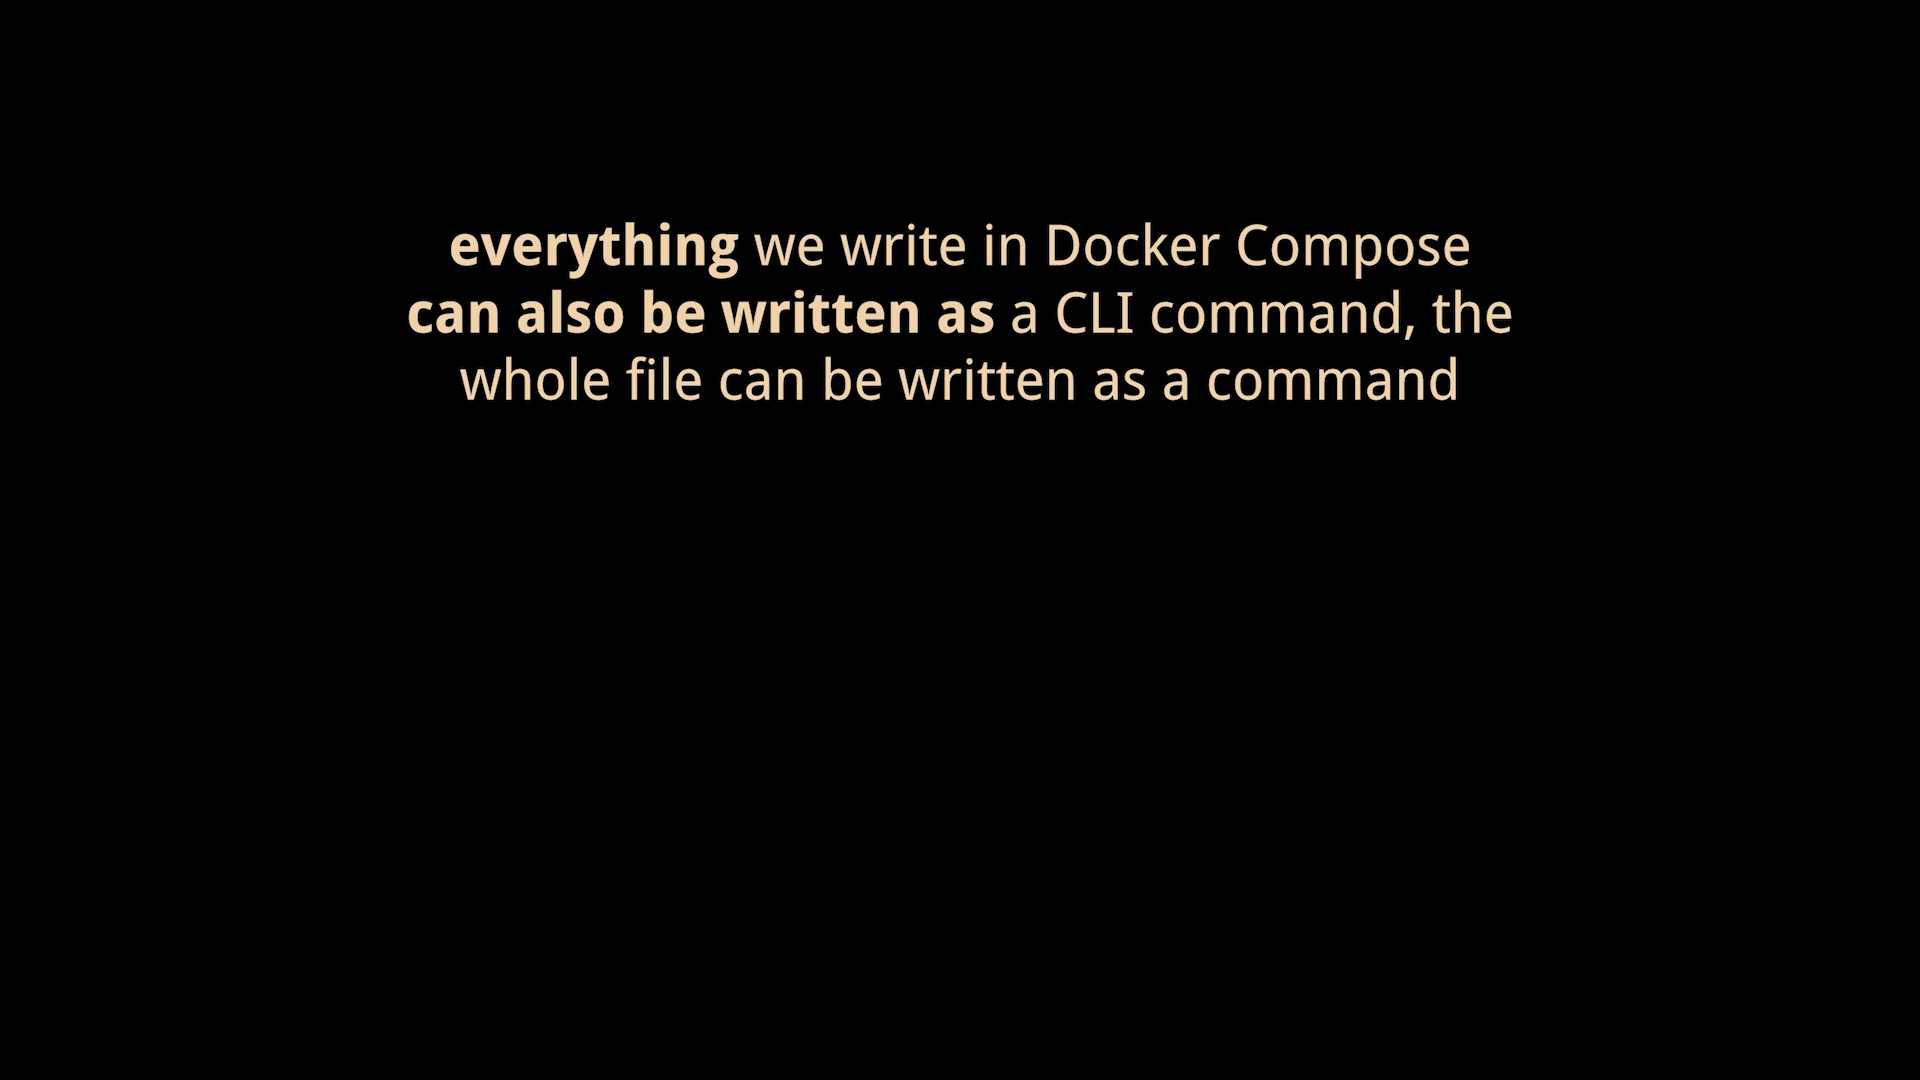 everything we write in Docker Compose
can also be written as a CLI command, the
whole file can be written as a command